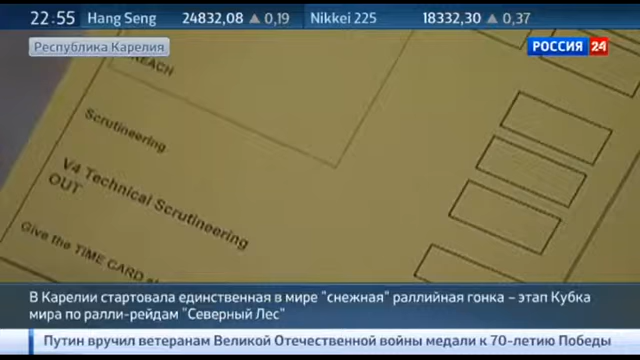 22:55 Hang Seng 24832,08 ▲ 0,19 Nikkei 225 18332,30 ▲ 0,37
Республика Карелия
РОССИЯ 24
REACH
Scrutineering
V4 Technical Scrutineering
OUT
Give the TIME CARD
В Карелии стартовала единственная в мире "снежная" раллийная гонка – этап Кубка
мира по ралли-рейдам "Северный Лес"
Путин вручил ветеранам Великой Отечественной войны медали к 70-летию Победы